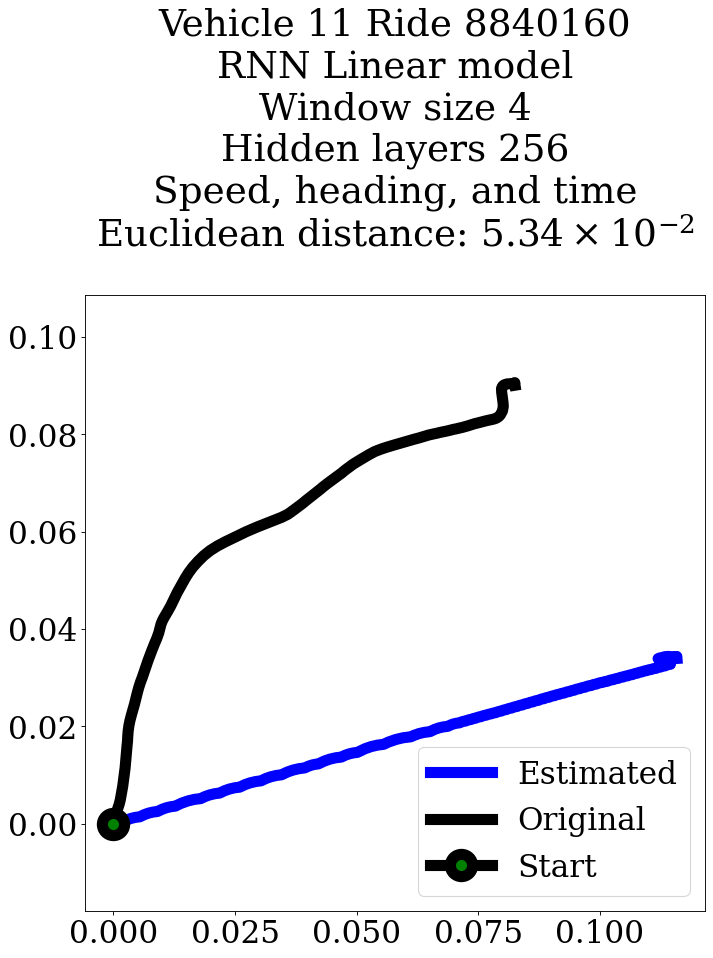 Vehicle 11 Ride 8840160
RNN Linear model
Window size 4
Hidden layers 256
Speed, heading, and time
Euclidean distance: 5.34 × 10⁻²
0.10
0.08
0.06
0.04
0.02
0.00
Estimated
Original
Start
0.000 0.025 0.050 0.075 0.100